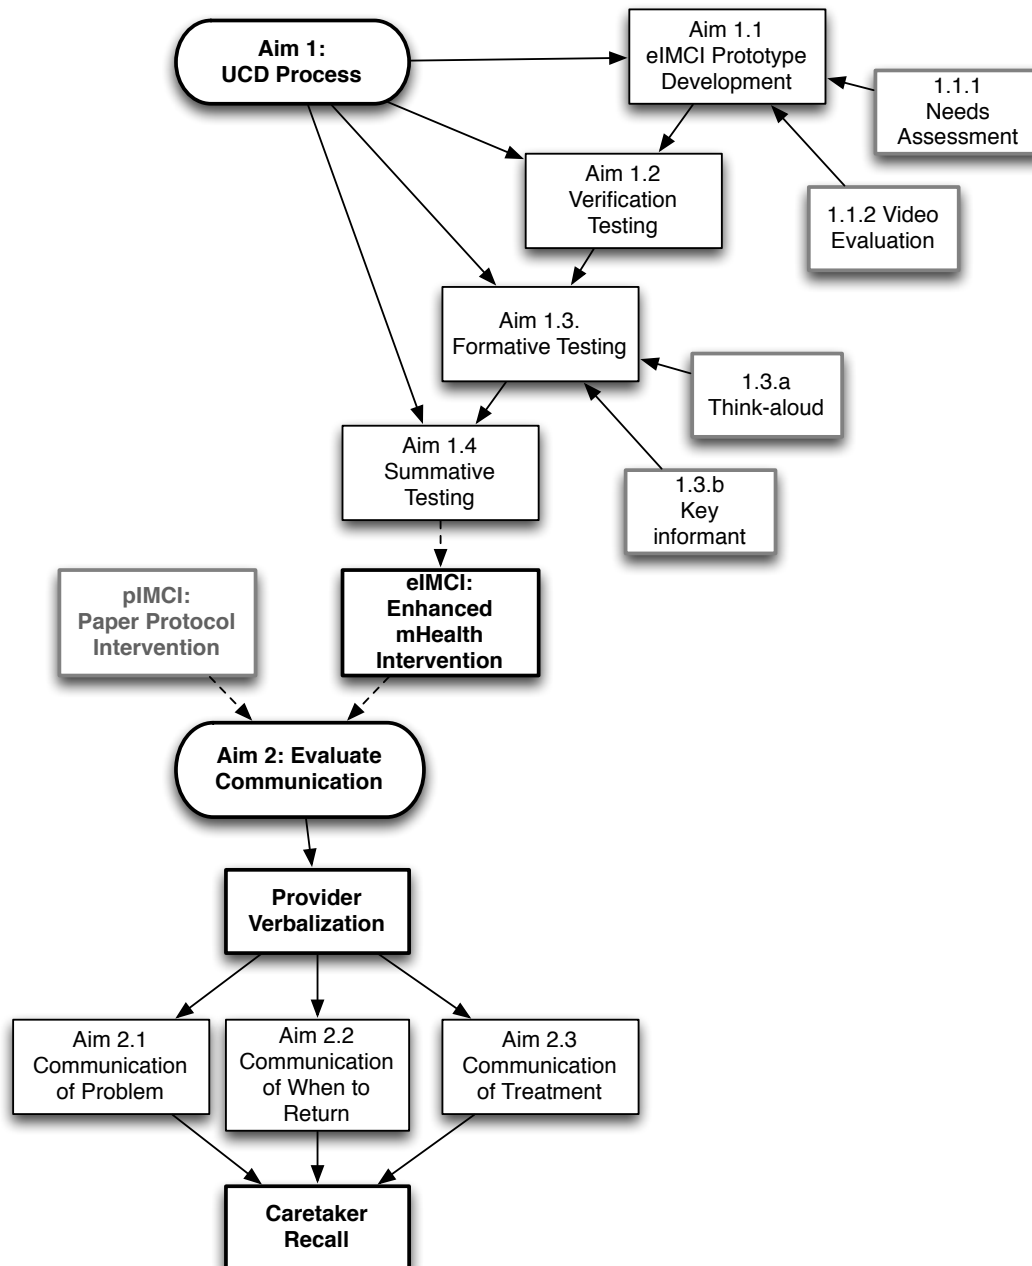 Aim 1:
UCD Process
Aim 1.1
eIMCI Prototype
Development
1.1.1
Needs
Assessment
Aim 1.2
Verification
Testing
1.1.2 Video
Evaluation
Aim 1.3.
Formative Testing
1.3.a
Think-aloud
Aim 1.4
Summative
Testing
1.3.b
Key
informant
pIMCI:
Paper Protocol
Intervention
eIMCI:
Enhanced
mHealth
Intervention
Aim 2: Evaluate
Communication
Provider
Verbalization
Aim 2.1
Communication
of Problem
Aim 2.2
Communication
of When to
Return
Aim 2.3
Communication
of Treatment
Caretaker
Recall